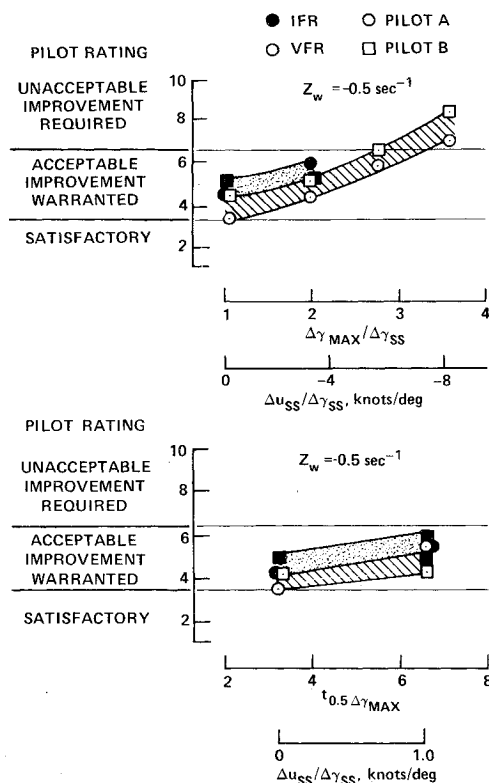 ● IFR ○ PILOT A
○ VFR □ PILOT B
PILOT RATING
UNACCEPTABLE
IMPROVEMENT
REQUIRED
ACCEPTABLE
IMPROVEMENT
WARRANTED
SATISFACTORY
10
8
6
4
2
Z_w = -0.5 sec⁻¹
1 2 3 4
Δγ_MAX/Δγ_SS
0 -4 -8
Δu_SS/Δγ_SS, knots/deg
PILOT RATING
UNACCEPTABLE
IMPROVEMENT
REQUIRED
ACCEPTABLE
IMPROVEMENT
WARRANTED
SATISFACTORY
10
8
6
4
2
Z_w = -0.5 sec⁻¹
2 4 6 8
t_0.5 Δγ_MAX
0 1.0
Δu_SS/Δγ_SS, knots/deg